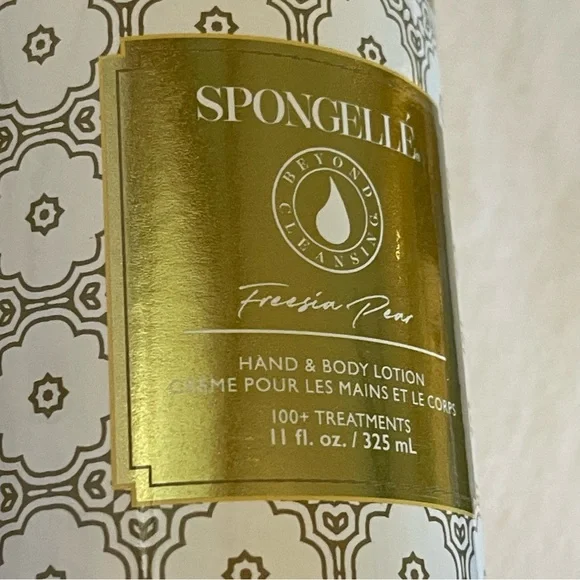 SPONGELLÉ®
BEYOND
CLEANSING.
Freesia Pear
HAND & BODY LOTION
CRÈME POUR LES MAINS ET LE CORPS
100+ TREATMENTS
11 fl. oz. / 325 mL